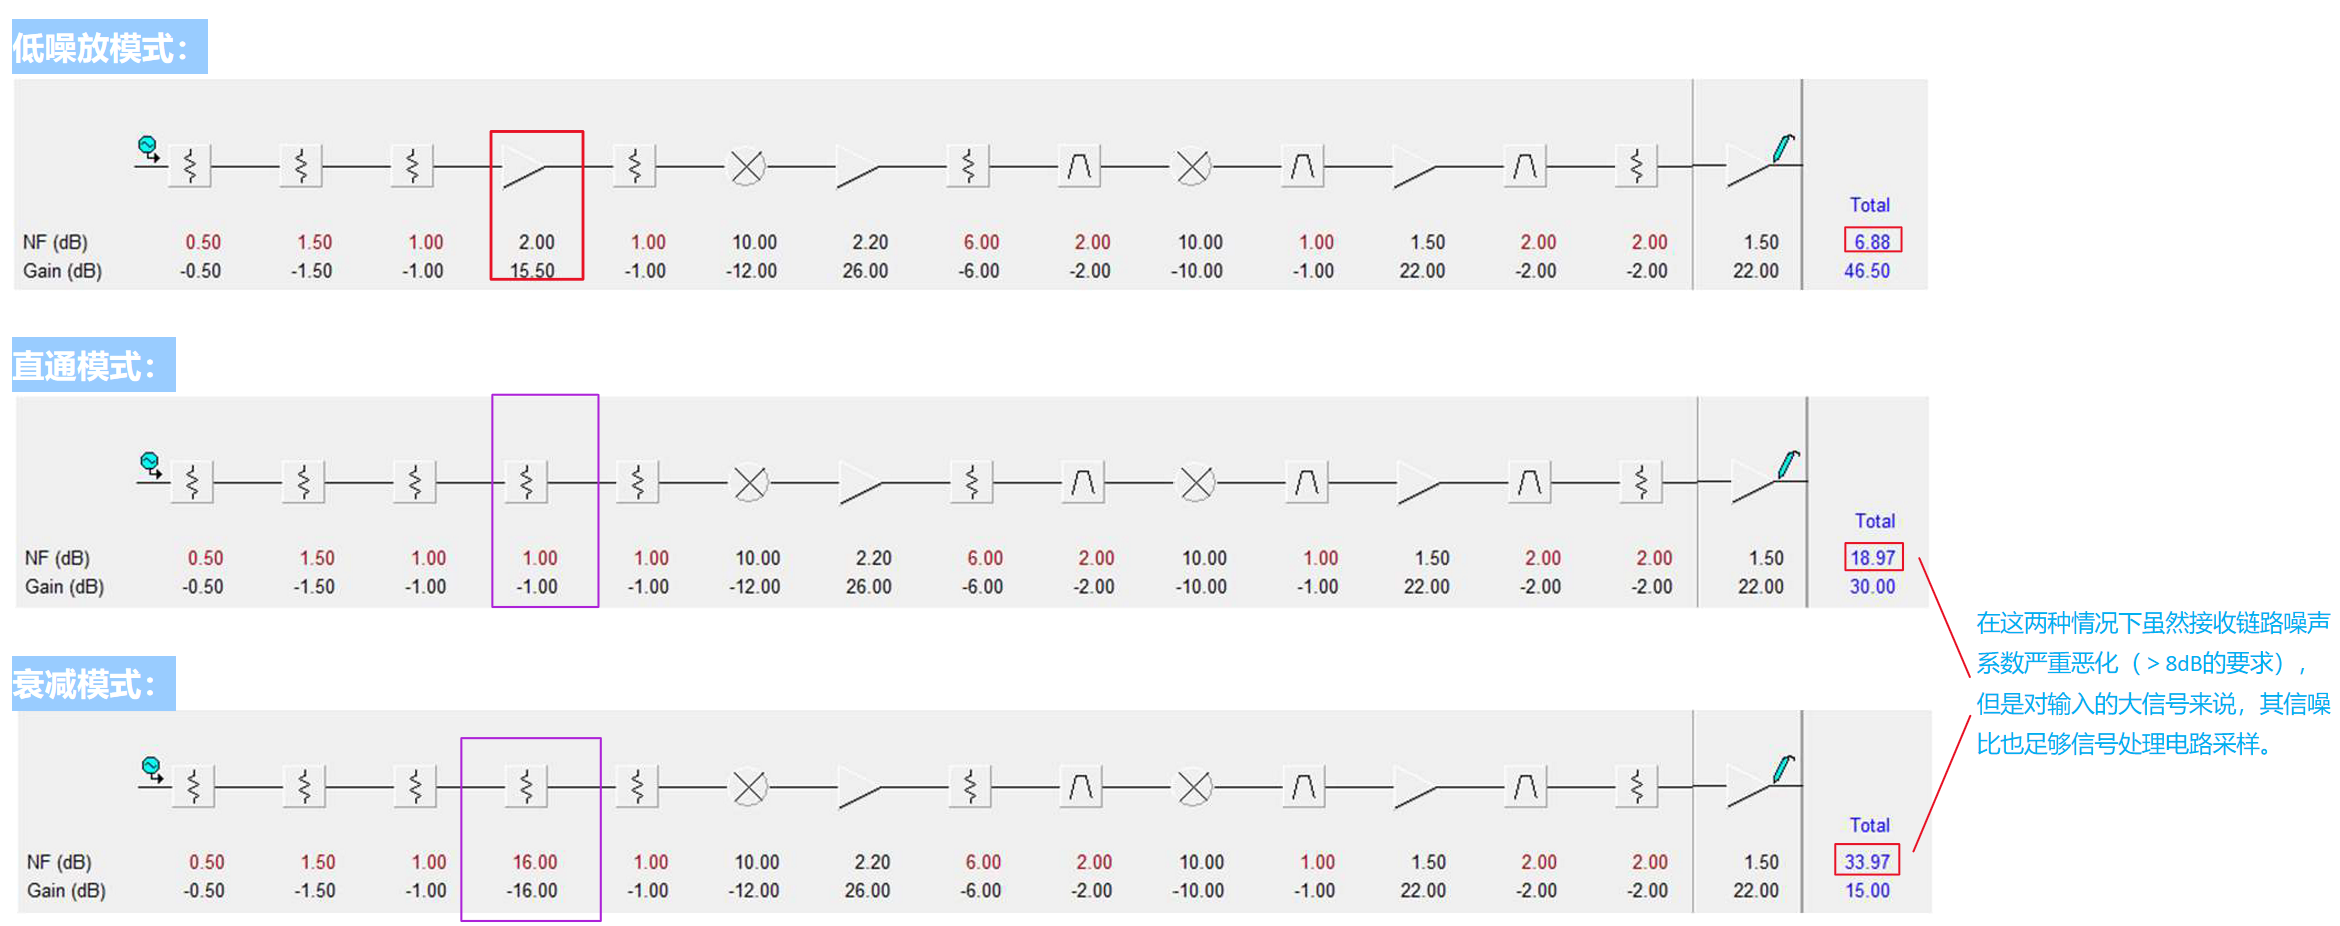 低噪放模式：
Total
NF (dB) 0.50 1.50 1.00 2.00 1.00 10.00 2.20 6.00 2.00 10.00 1.00 1.50 2.00 2.00 1.50 6.88
Gain (dB) -0.50 -1.50 -1.00 15.50 -1.00 -12.00 26.00 -6.00 -2.00 -10.00 -1.00 22.00 -2.00 -2.00 22.00 46.50
直通模式：
Total
NF (dB) 0.50 1.50 1.00 1.00 1.00 10.00 2.20 6.00 2.00 10.00 1.00 1.50 2.00 2.00 1.50 18.97
Gain (dB) -0.50 -1.50 -1.00 -1.00 -1.00 -12.00 26.00 -6.00 -2.00 -10.00 -1.00 22.00 -2.00 -2.00 22.00 30.00
在这两种情况下虽然接收链路噪声
系数严重恶化（＞8dB的要求），
但是对输入的大信号来说，其信噪
比也足够信号处理电路采样。
衰减模式：
Total
NF (dB) 0.50 1.50 1.00 16.00 1.00 10.00 2.20 6.00 2.00 10.00 1.00 1.50 2.00 2.00 1.50 33.97
Gain (dB) -0.50 -1.50 -1.00 -16.00 -1.00 -12.00 26.00 -6.00 -2.00 -10.00 -1.00 22.00 -2.00 -2.00 22.00 15.00